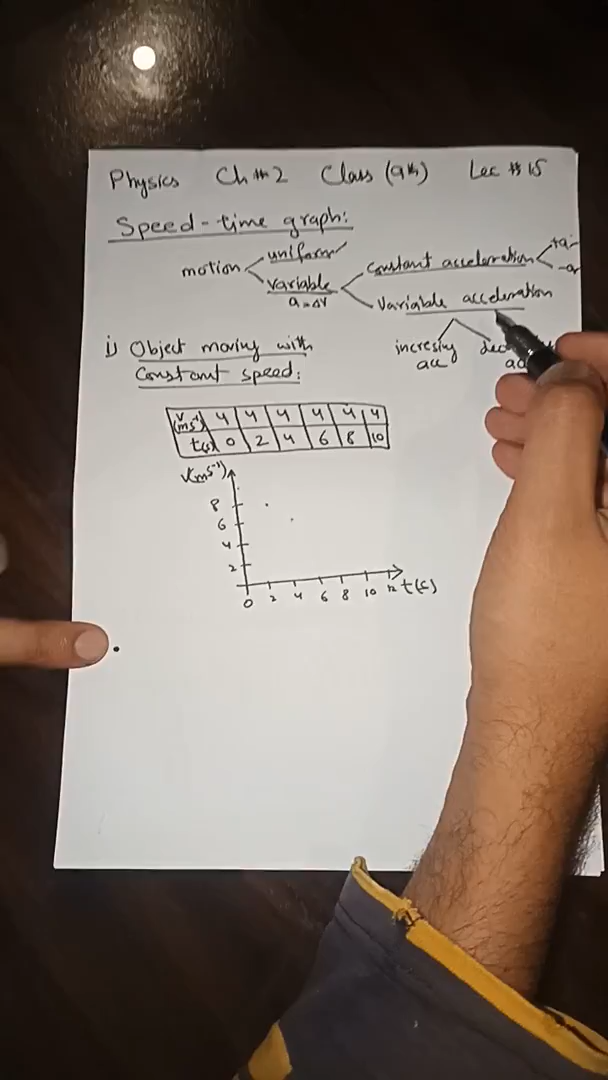 Physics Ch # 2 Class (9th) Lec # 15
Speed-time graph:
motion uniform
variable
a = ΔV
constant acceleration +a
-a
Variable acceleration
incresing
acc
i) Object moving with
Constant speed:
V(ms⁻¹) 4 4 4 4 4 4
t(s) 0 2 4 6 8 10
V(ms⁻¹)
8
6
4
2
0 2 4 6 8 10 12 t(s)